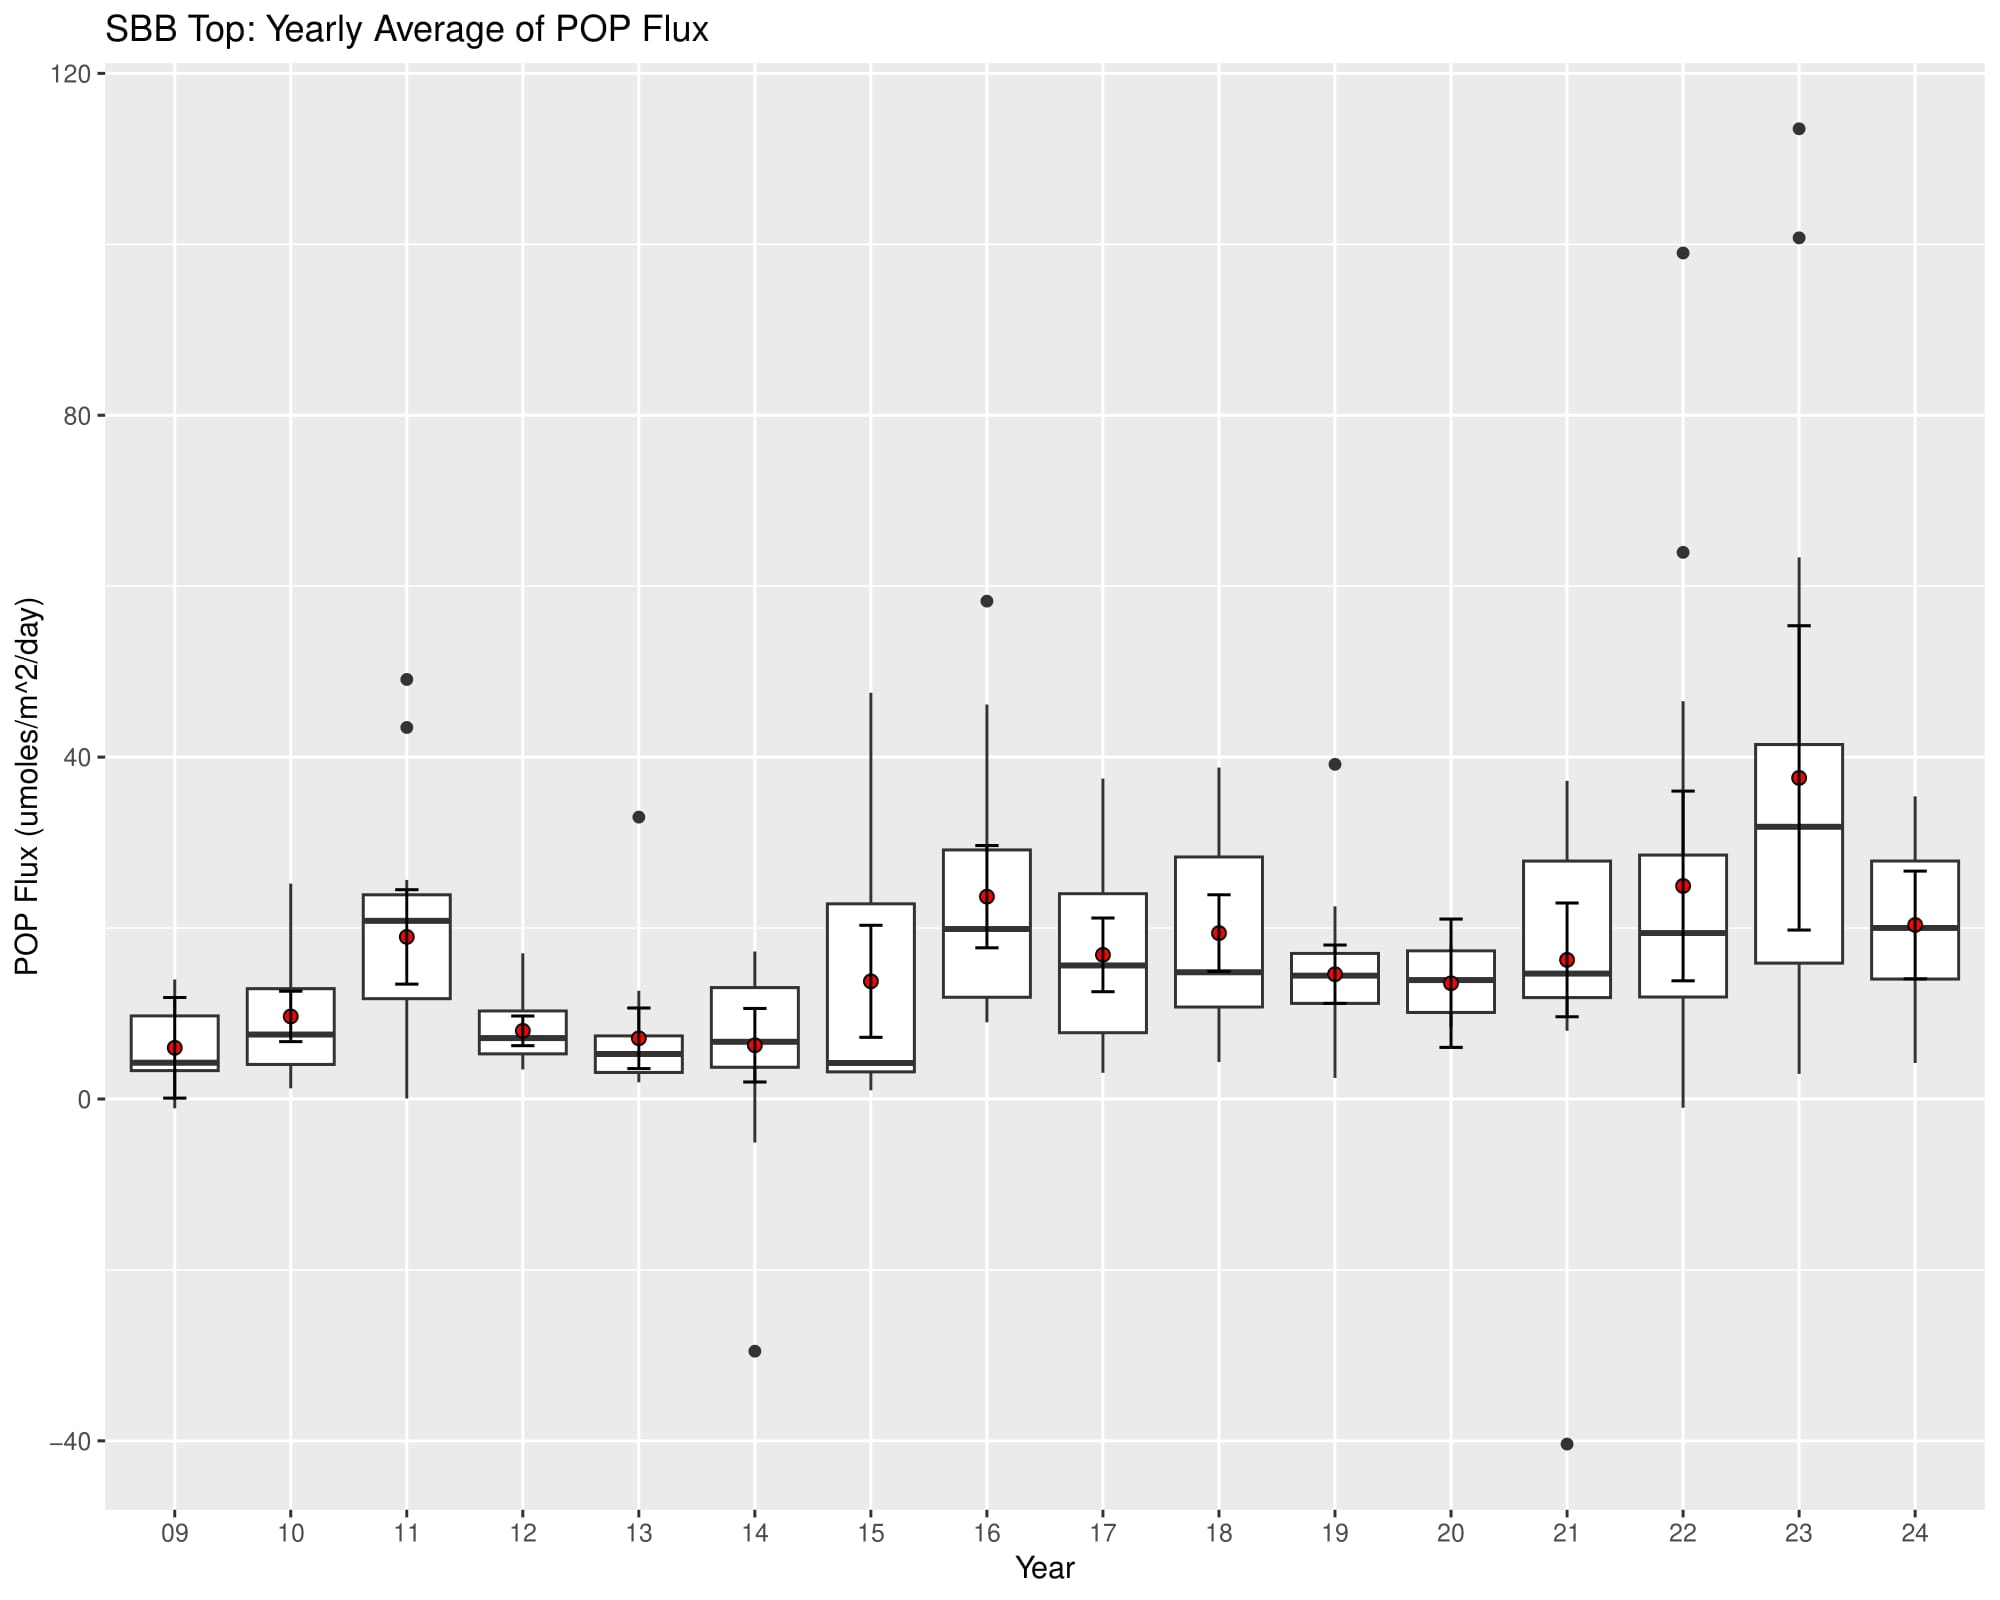 SBB Top: Yearly Average of POP Flux
POP Flux (umoles/m^2/day)
120
80
40
0
−40
09 10 11 12 13 14 15 16 17 18 19 20 21 22 23 24
Year